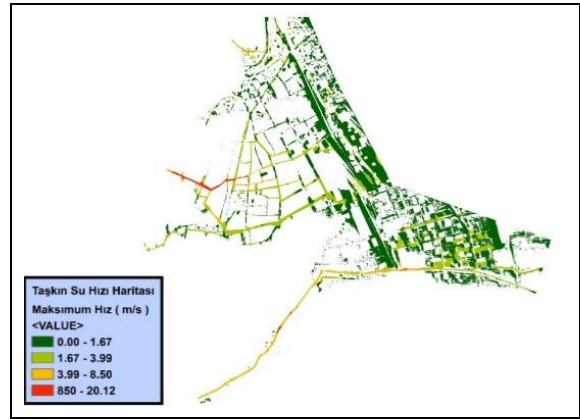 Taşkın Su Hızı Haritası
Maksimum Hız ( m/s )
<VALUE>
0.00 - 1.67
1.67 - 3.99
3.99 - 8.50
850 - 20.12